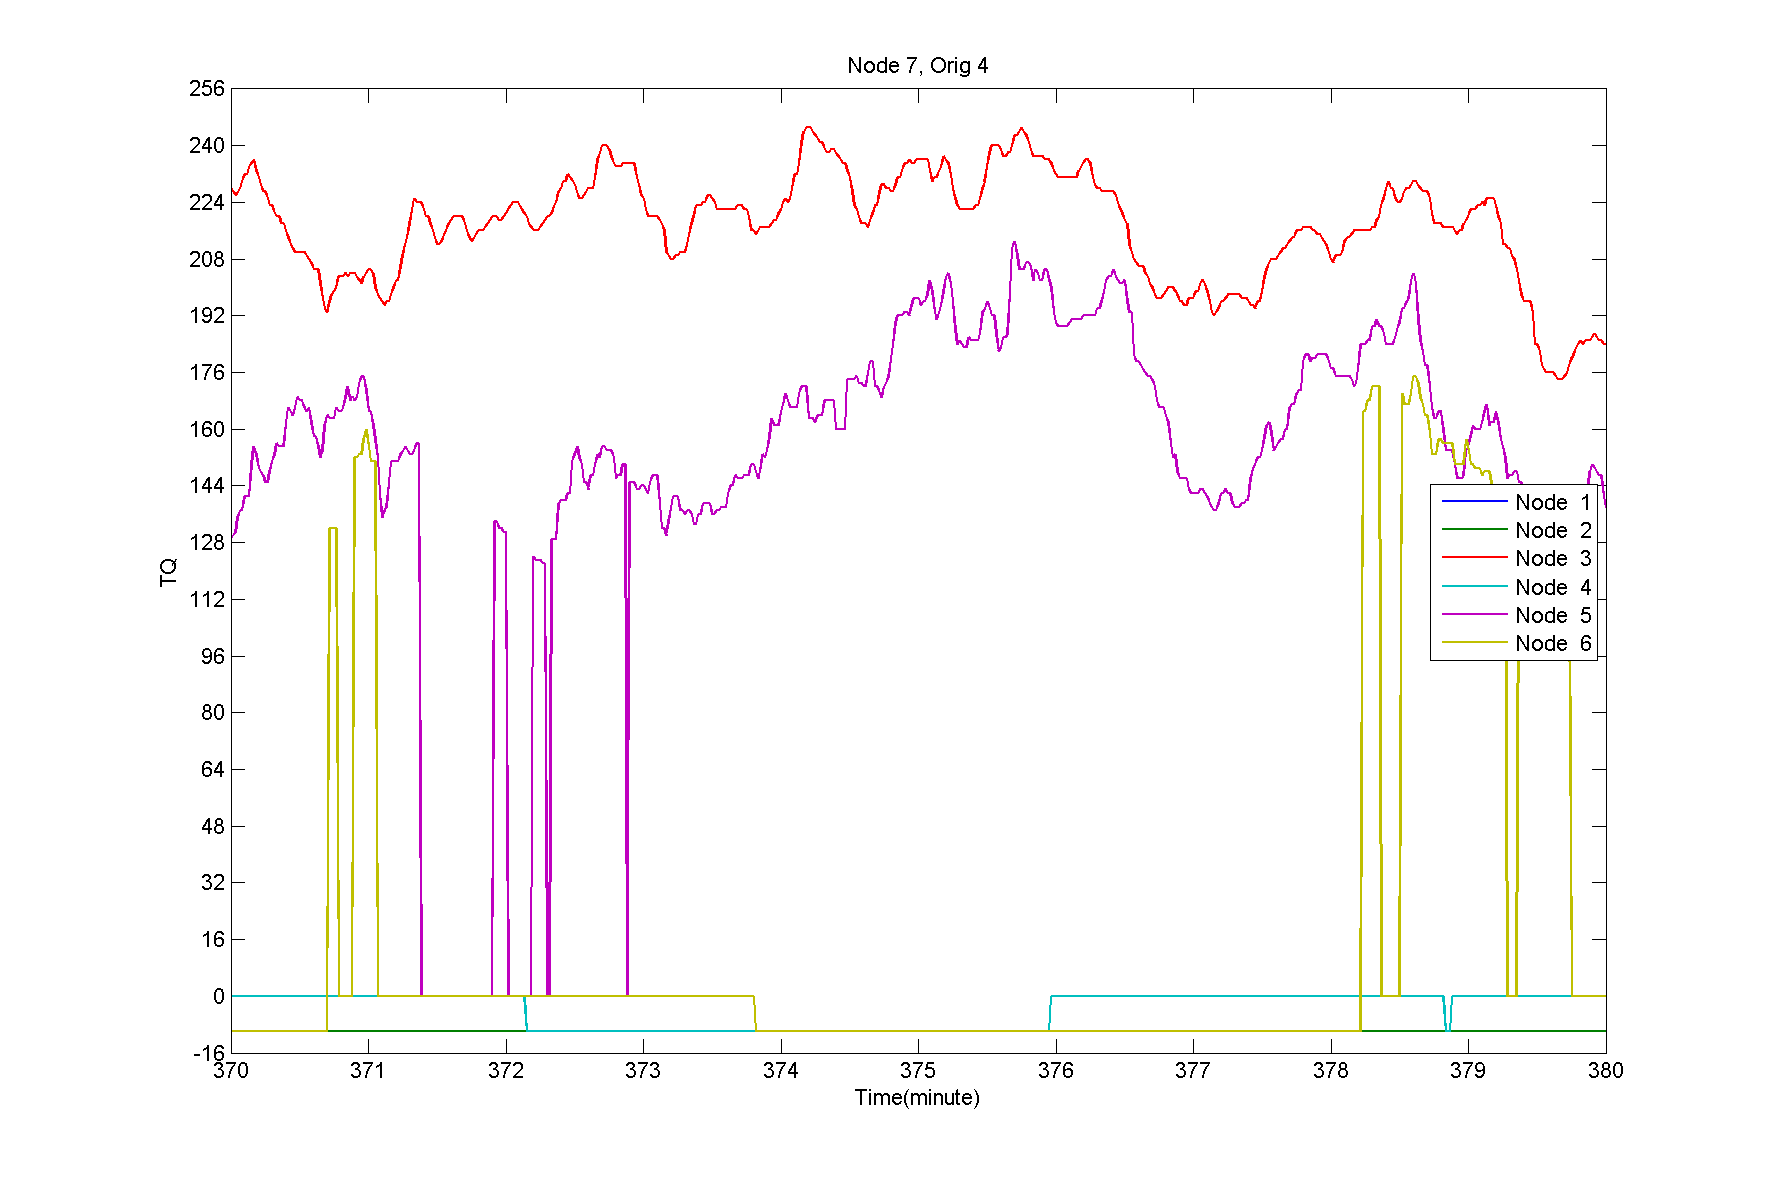 Node 7, Orig 4
256
240
224
208
192
176
160
144
128
112
96
80
64
48
32
16
0
-16
TQ
Node 1
Node 2
Node 3
Node 4
Node 5
Node 6
370 371 372 373 374 375 376 377 378 379 380
Time(minute)